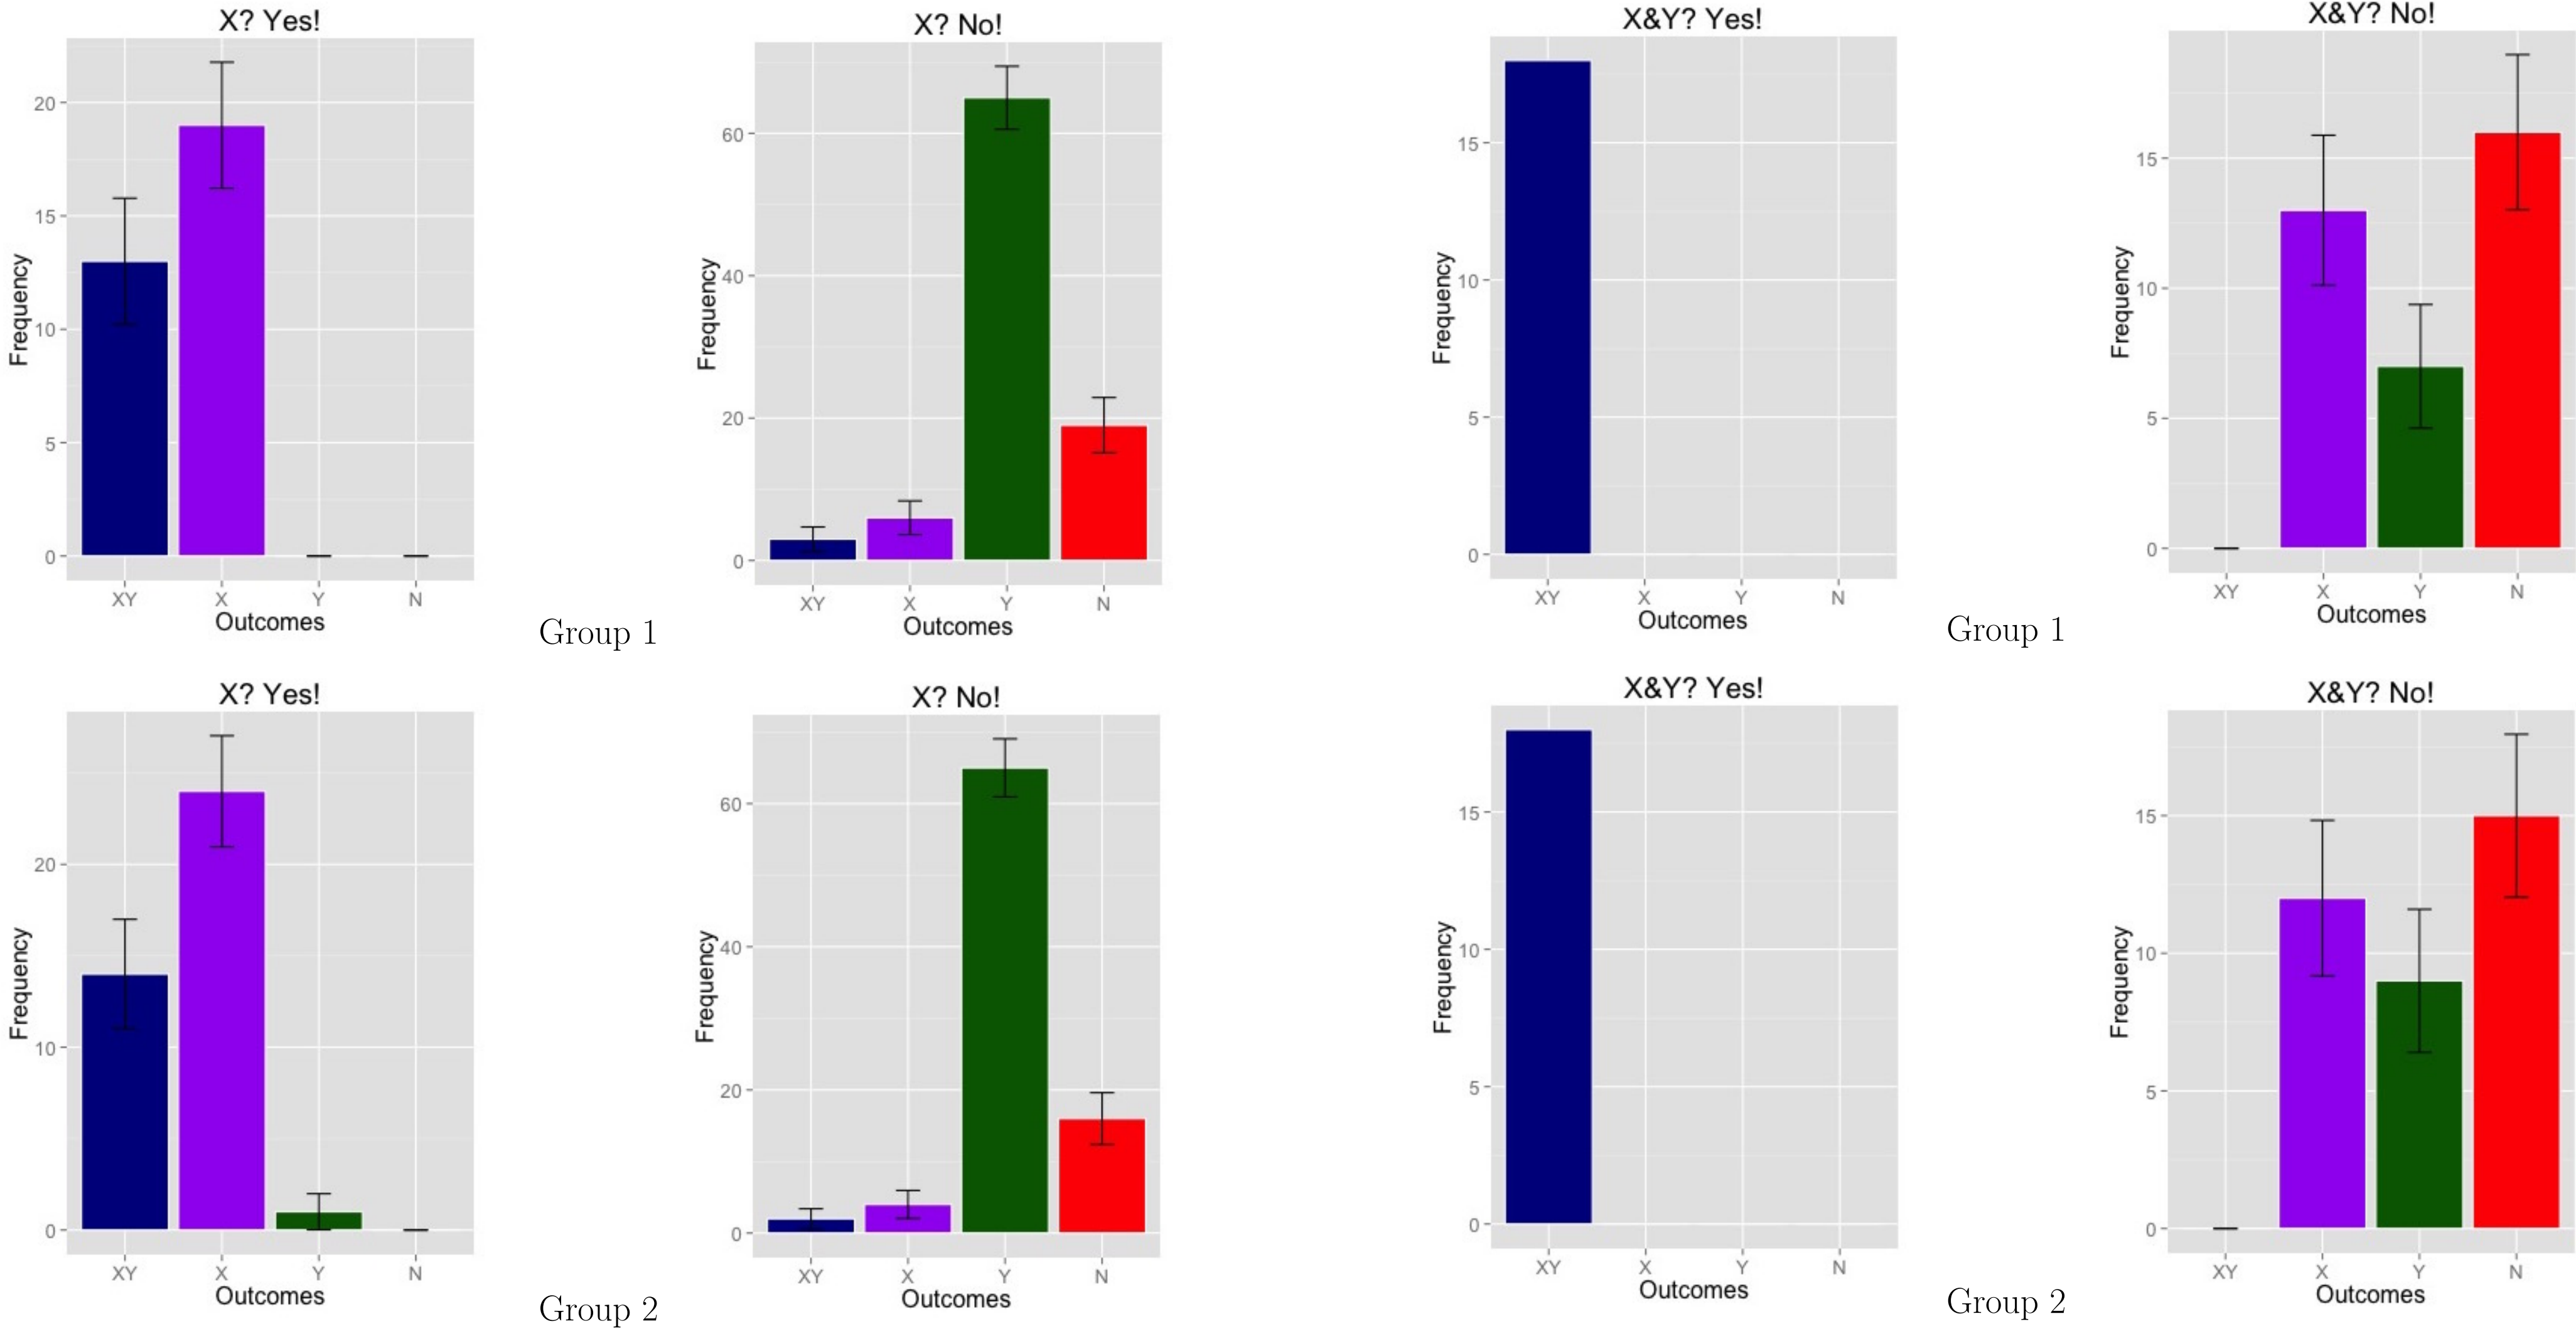 X? Yes!
Frequency
20
15
10
5
0
XY X Y N
Outcomes
X? No!
Frequency
60
40
20
0
XY X Y N
Outcomes
Group 1
X&Y? Yes!
Frequency
15
10
5
0
XY X Y N
Outcomes
X&Y? No!
Frequency
15
10
5
0
XY X Y N
Outcomes
Group 1
X? Yes!
Frequency
20
10
0
XY X Y N
Outcomes
X? No!
Frequency
60
40
20
0
XY X Y N
Outcomes
Group 2
X&Y? Yes!
Frequency
15
10
5
0
XY X Y N
Outcomes
X&Y? No!
Frequency
15
10
5
0
XY X Y N
Outcomes
Group 2